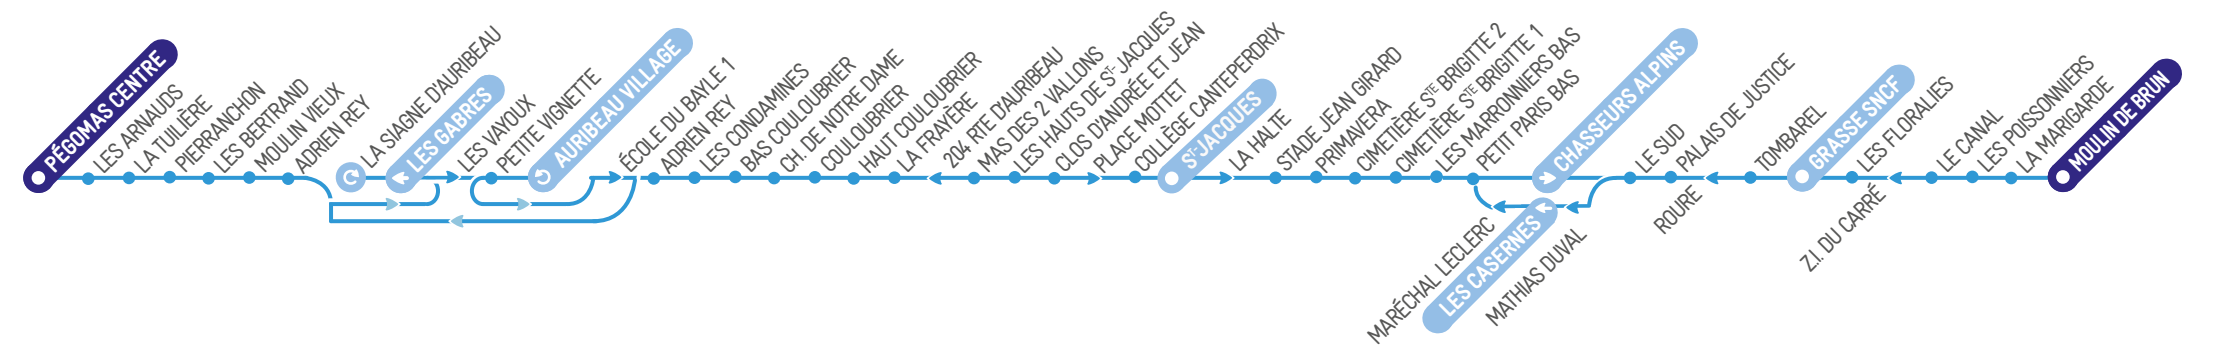 PÉGOMAS CENTRE
LES ARNAUDS
LA TUILIÈRE
PIERRANCHON
LES BERTRAND
MOULIN VIEUX
ADRIEN REY
LA SIAGNE D'AURIBEAU
LES GABRES
LES VAYOUX
PETITE VIGNETTE
AURIBEAU VILLAGE
ÉCOLE DU BAYLE 1
ADRIEN REY
LES CONDAMINES
BAS COULOUBRIER
CH. DE NOTRE DAME
COULOUBRIER
HAUT COULOUBRIER
LA FRAYÈRE
204 RTE D'AURIBEAU
MAS DES 2 VALLONS
LES HAUTS DE ST- JACQUES
CLOS D'ANDRÉE ET JEAN
PLACE MOTTET
COLLÈGE CANTEPERDRIX
ST-JACQUES
LA HALTE
STADE JEAN GIRARD
PRIMAVERA
CIMETIÈRE STE BRIGITTE 2
CIMETIÈRE STE BRIGITTE 1
LES MARRONNIERS BAS
PETIT PARIS BAS
MARÉCHAL LECLERC
CHASSEURS ALPINS
LES CASERNES
MATHIAS DUVAL
LE SUD
PALAIS DE JUSTICE
ROURE
TOMBAREL
GRASSE SNCF
LES FLORALIES
Z.I. DU CARRÉ
LE CANAL
LES POISSONNIERS
LA MARIGARDE
MOULIN DE BRUN